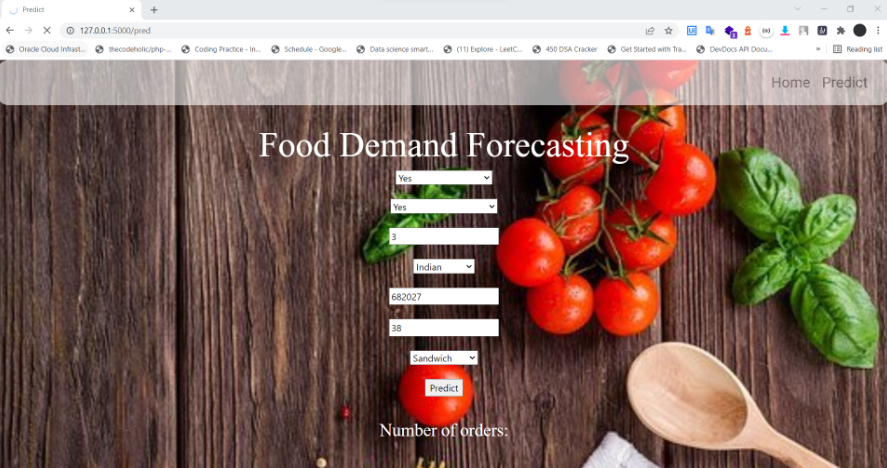 Predict
127.0.0.1:5000/pred
Oracle Cloud Infrast...
thecodeholic/php-...
Coding Practice - In...
Schedule - Google...
Data science smart...
(11) Explore - LeetC...
450 DSA Cracker
Get Started with Tra...
DevDocs API Docu...
»
Reading list
Home
Predict
Food Demand Forecasting
Yes
Yes
3
Indian
682027
38
Sandwich
Predict
Number of orders: